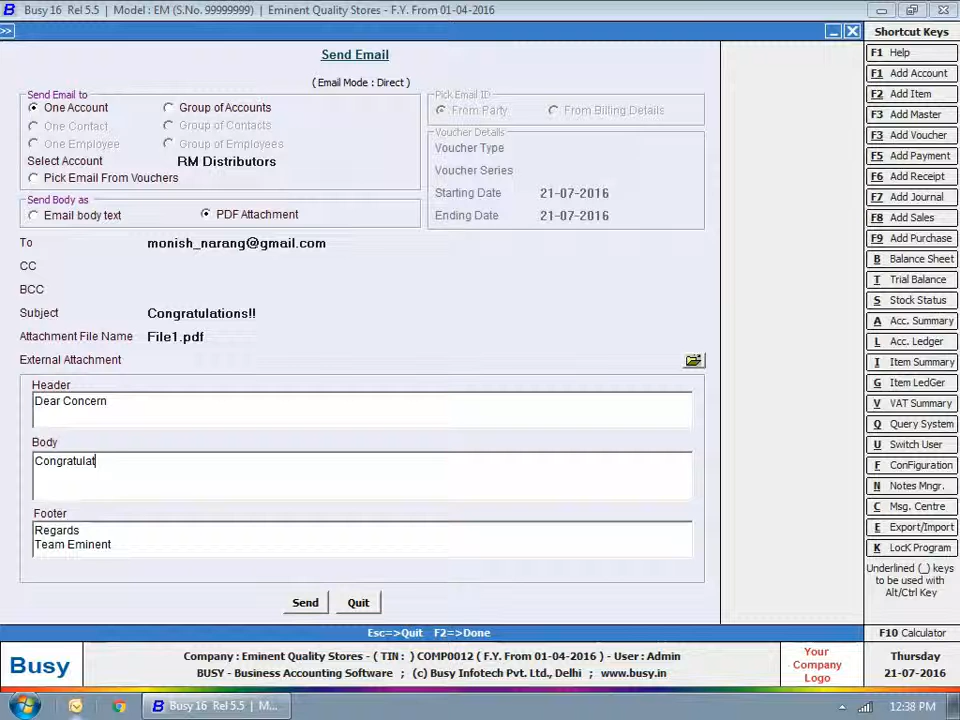 Busy 16 Rel 5.5 | Model : EM (S.No. 99999999) | Eminent Quality Stores - F.Y. From 01-04-2016
>>
Send Email
( Email Mode : Direct )
Send Email to
One Account Group of Accounts
One Contact Group of Contacts
One Employee Group of Employees
Select Account RM Distributors
Pick Email From Vouchers
Pick Email ID
From Party From Billing Details
Voucher Details
Voucher Type
Voucher Series
Starting Date 21-07-2016
Ending Date 21-07-2016
Send Body as
Email body text PDF Attachment
To monish_narang@gmail.com
CC
BCC
Subject Congratulations!!
Attachment File Name File1.pdf
External Attachment
Header
Dear Concern
Body
Congratulat
Footer
Regards
Team Eminent
Send Quit
Esc=>Quit F2=>Done
Shortcut Keys
F1 Help
F1 Add Account
F2 Add Item
F3 Add Master
F3 Add Voucher
F5 Add Payment
F6 Add Receipt
F7 Add Journal
F8 Add Sales
F9 Add Purchase
B Balance Sheet
T Trial Balance
S Stock Status
A Acc. Summary
L Acc. Ledger
I Item Summary
G Item LedGer
V VAT Summary
Q Query System
U Switch User
F ConFiguration
N Notes Mngr.
C Msg. Centre
E Export/Import
K LocK Program
Underlined (_) keys
to be used with
Alt/Ctrl Key
F10 Calculator
Busy
Company : Eminent Quality Stores - ( TIN : ) COMP0012 ( F.Y. From 01-04-2016 ) - User : Admin
BUSY - Business Accounting Software ; (c) Busy Infotech Pvt. Ltd., Delhi ; www.busy.in
Your
Company
Logo
Thursday
21-07-2016
Busy 16 Rel 5.5 | M...
12:38 PM